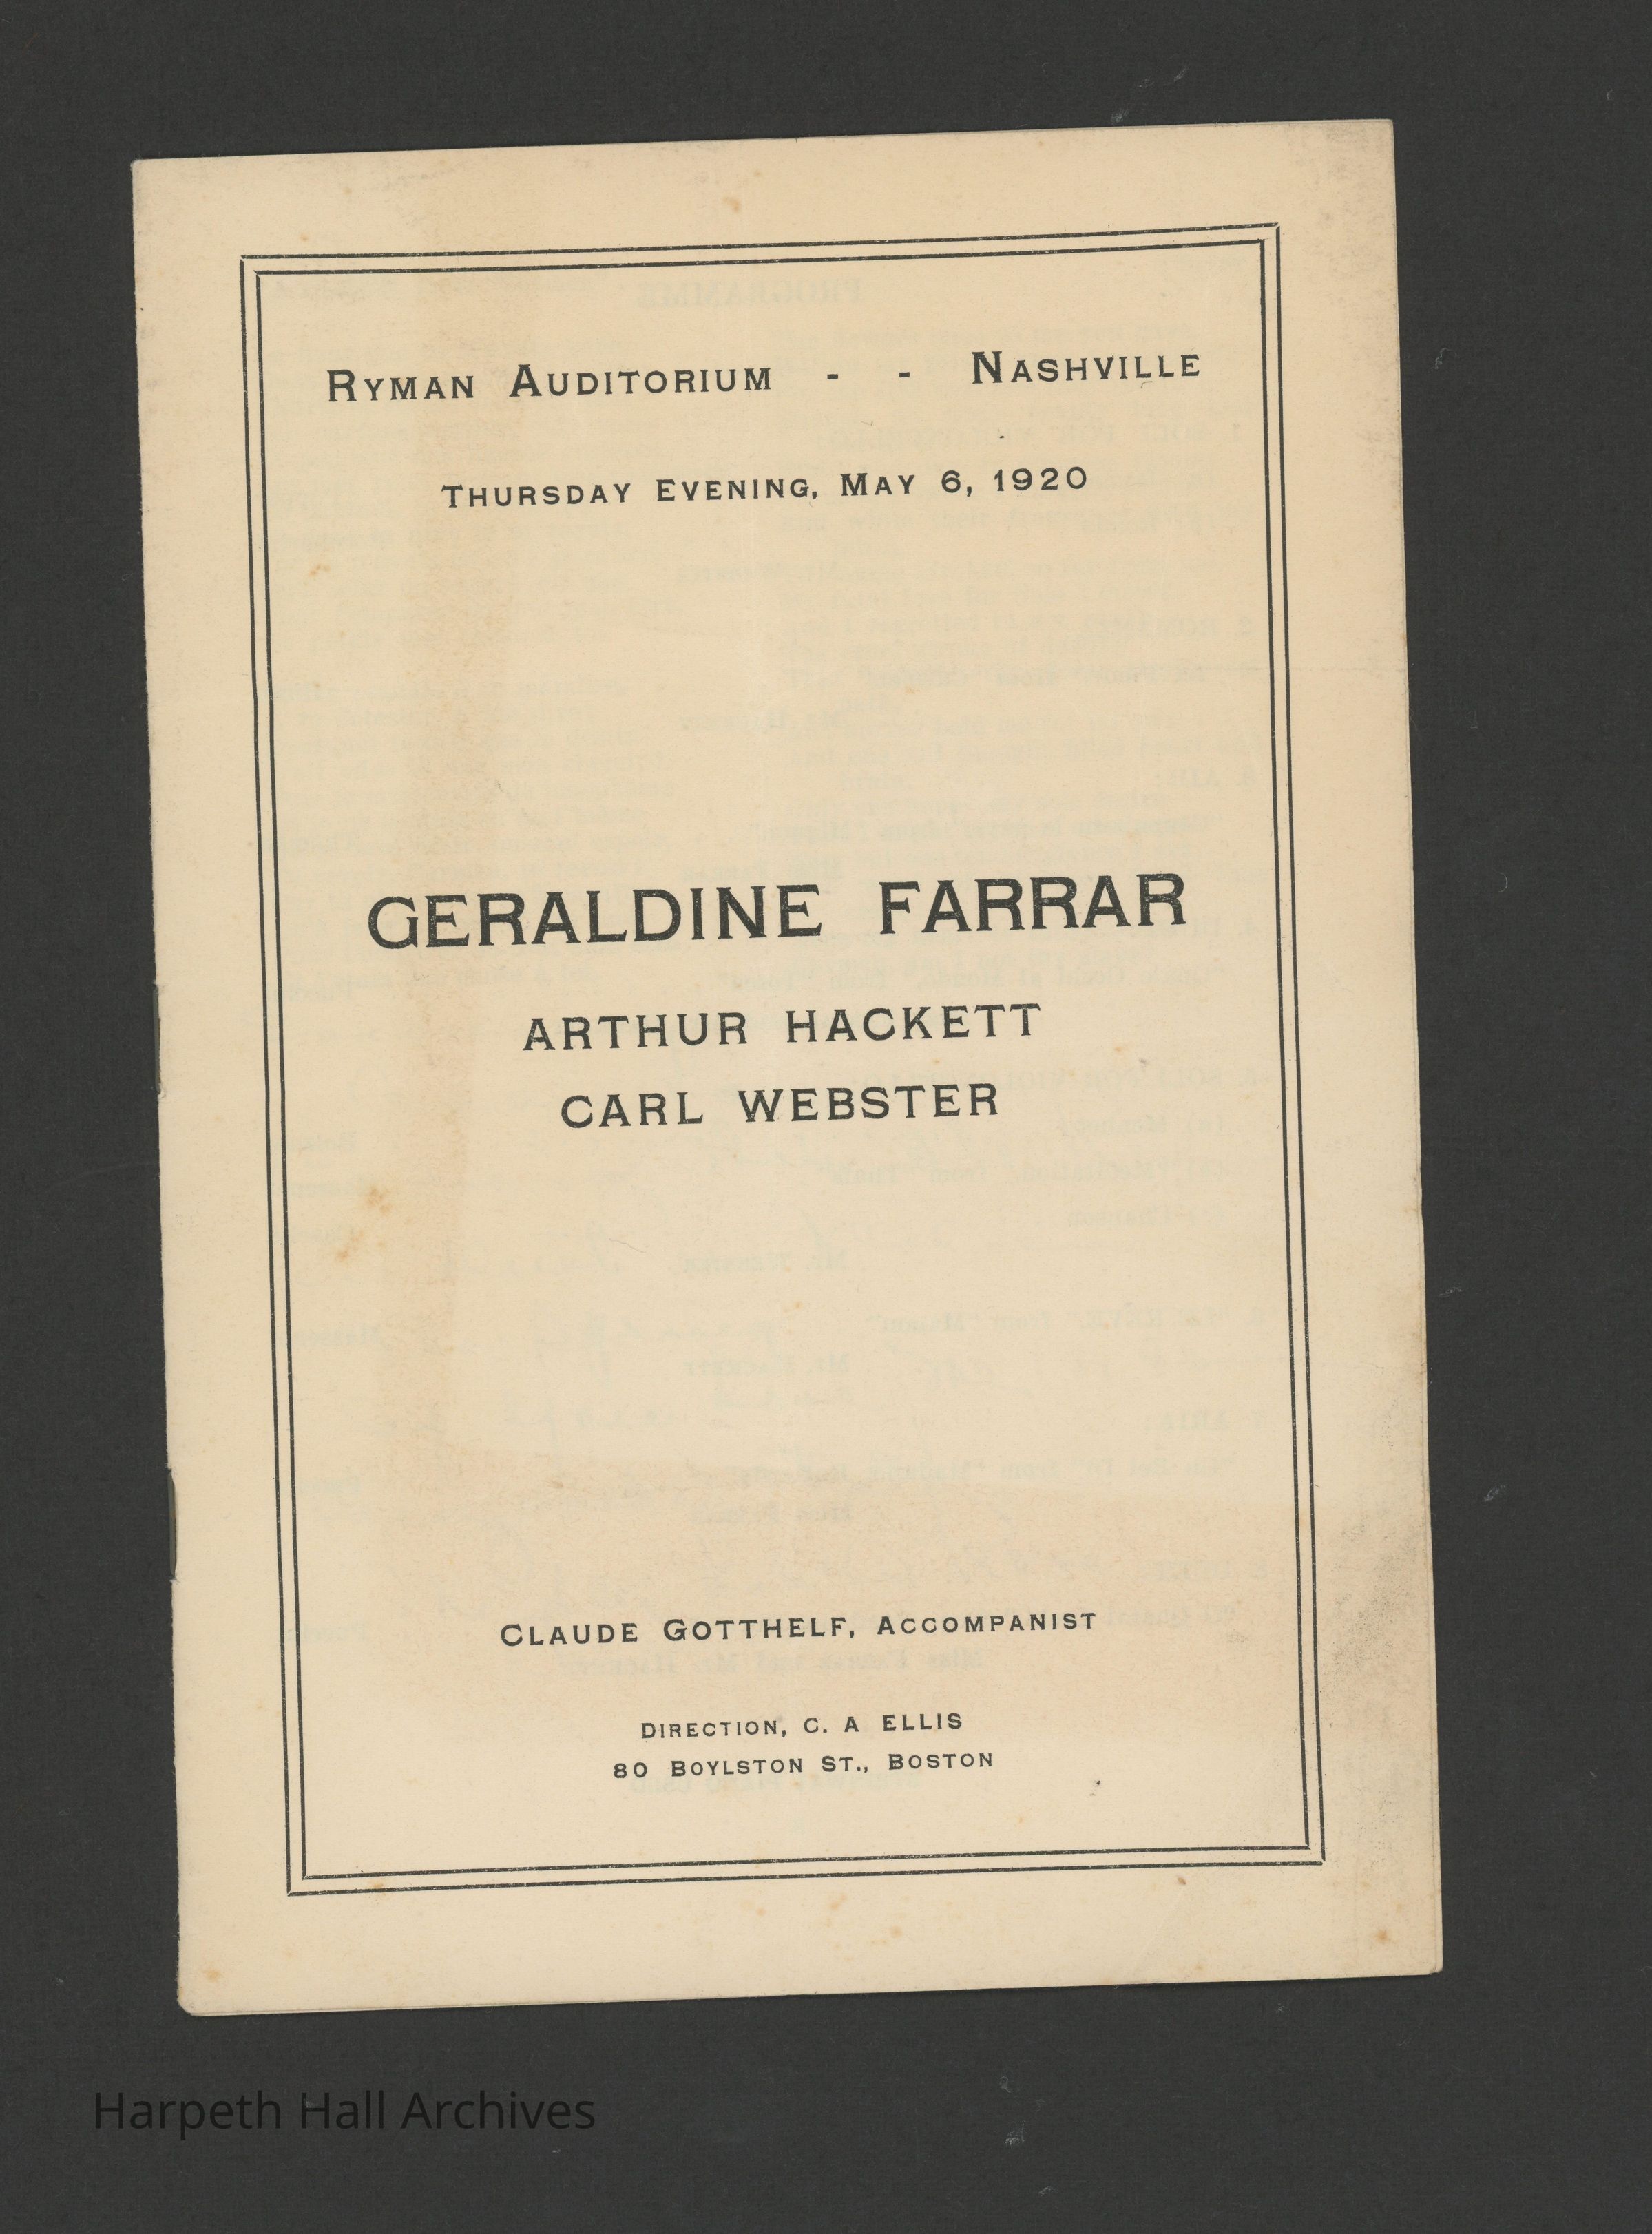 RYMAN AUDITORIUM - - NASHVILLE
THURSDAY EVENING, MAY 6, 1920
GERALDINE FARRAR
ARTHUR HACKETT
CARL WEBSTER
CLAUDE GOTTHELF, ACCOMPANIST
DIRECTION, C. A ELLIS
80 BOYLSTON ST., BOSTON
Harpeth Hall Archives